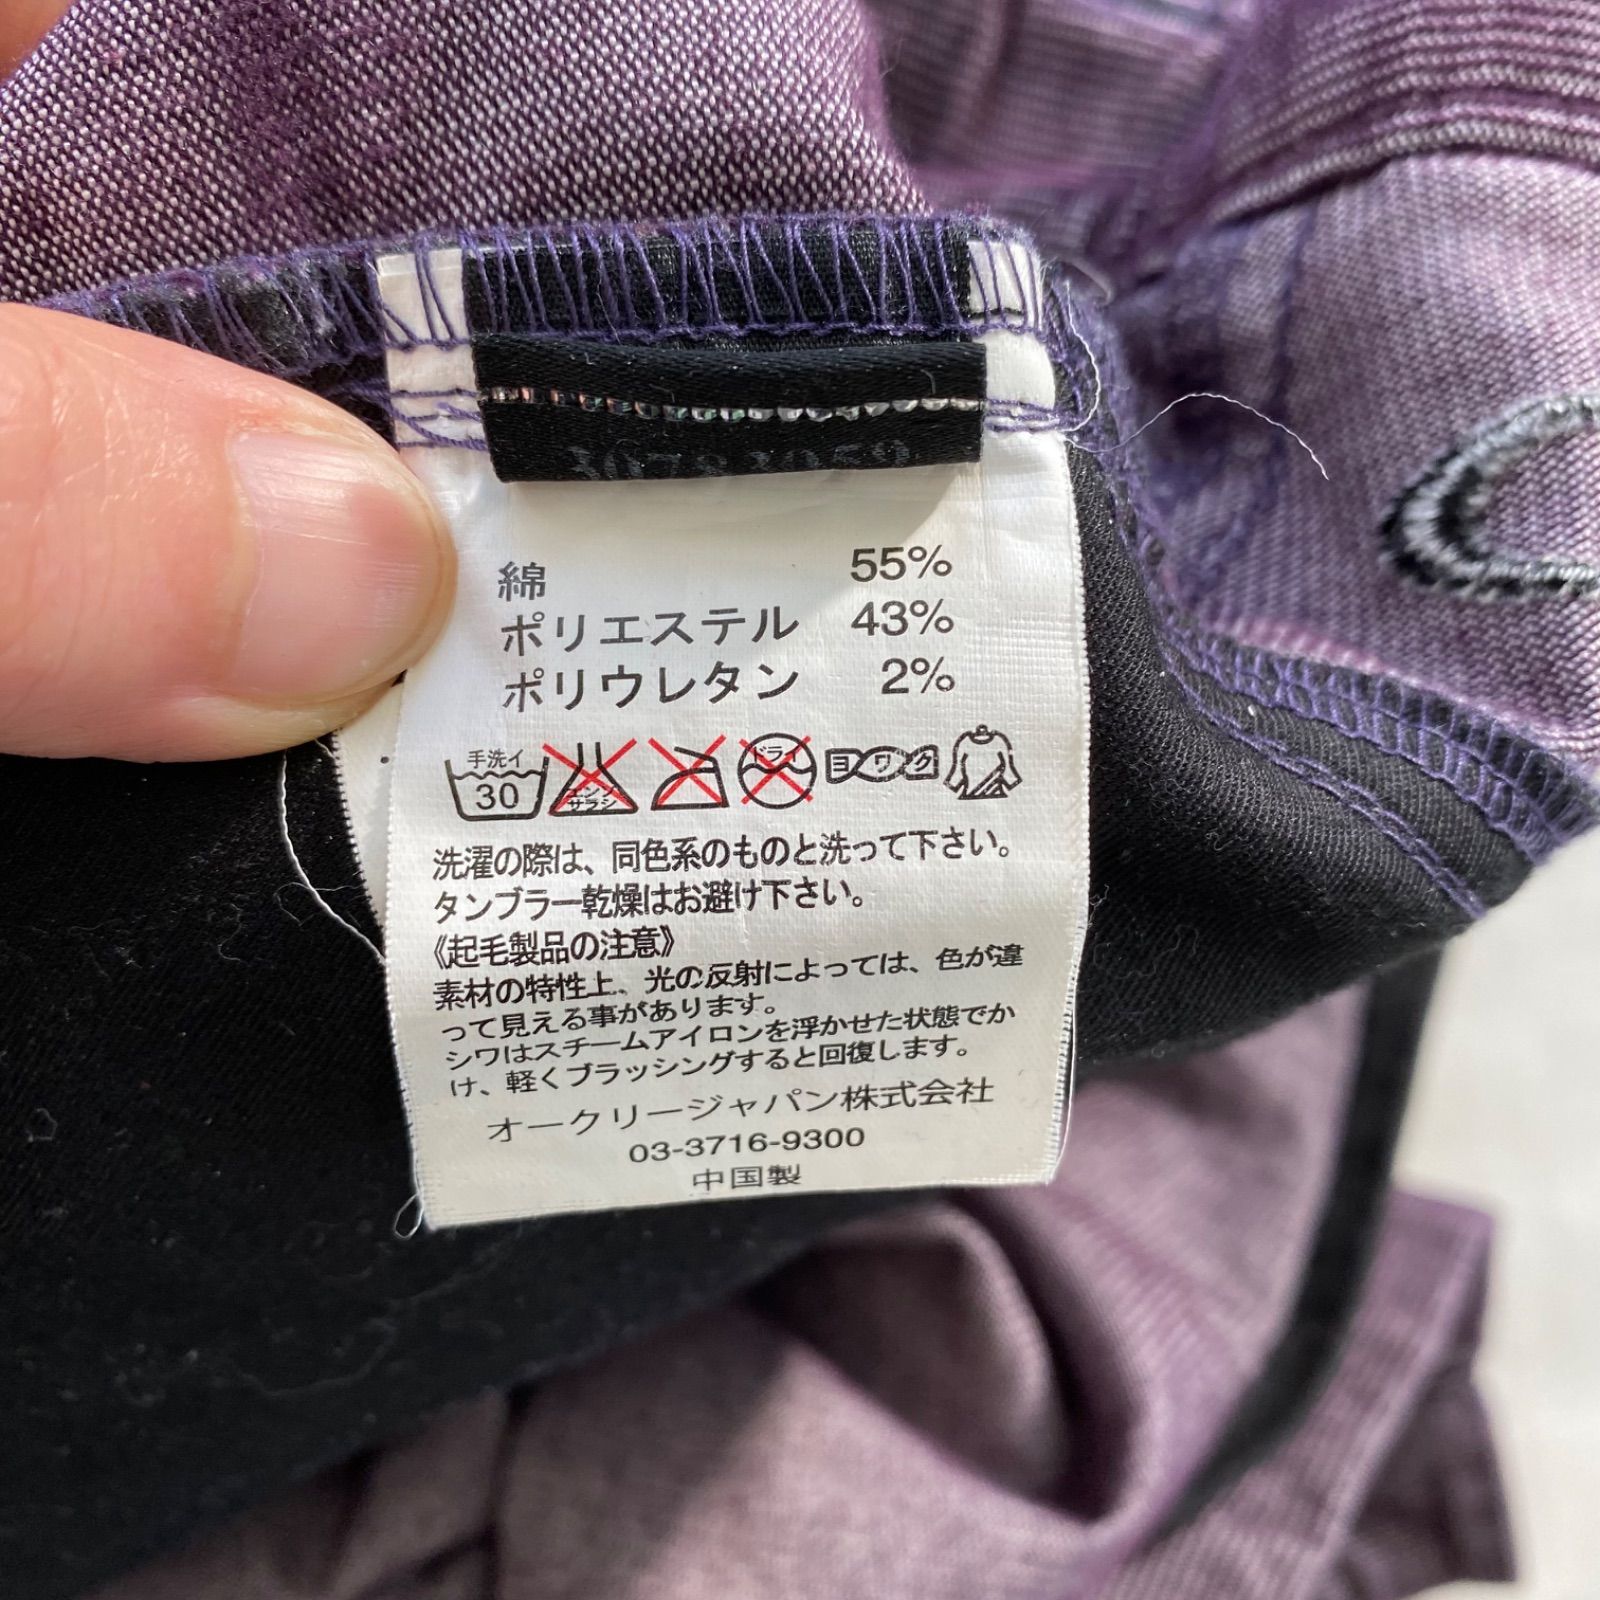 綿 55%
ポリエステル 43%
ポリウレタン 2%
手洗イ 30 エンソ サラシ ドライ ヨワク
洗濯の際は、同色系のものと洗って下さい。
タンブラー乾燥はお避け下さい。
《起毛製品の注意》
素材の特性上、光の反射によっては、色が違
って見える事があります。
シワはスチームアイロンを浮かせた状態でか
け、軽くブラッシングすると回復します。
オークリージャパン株式会社
03-3716-9300
中国製